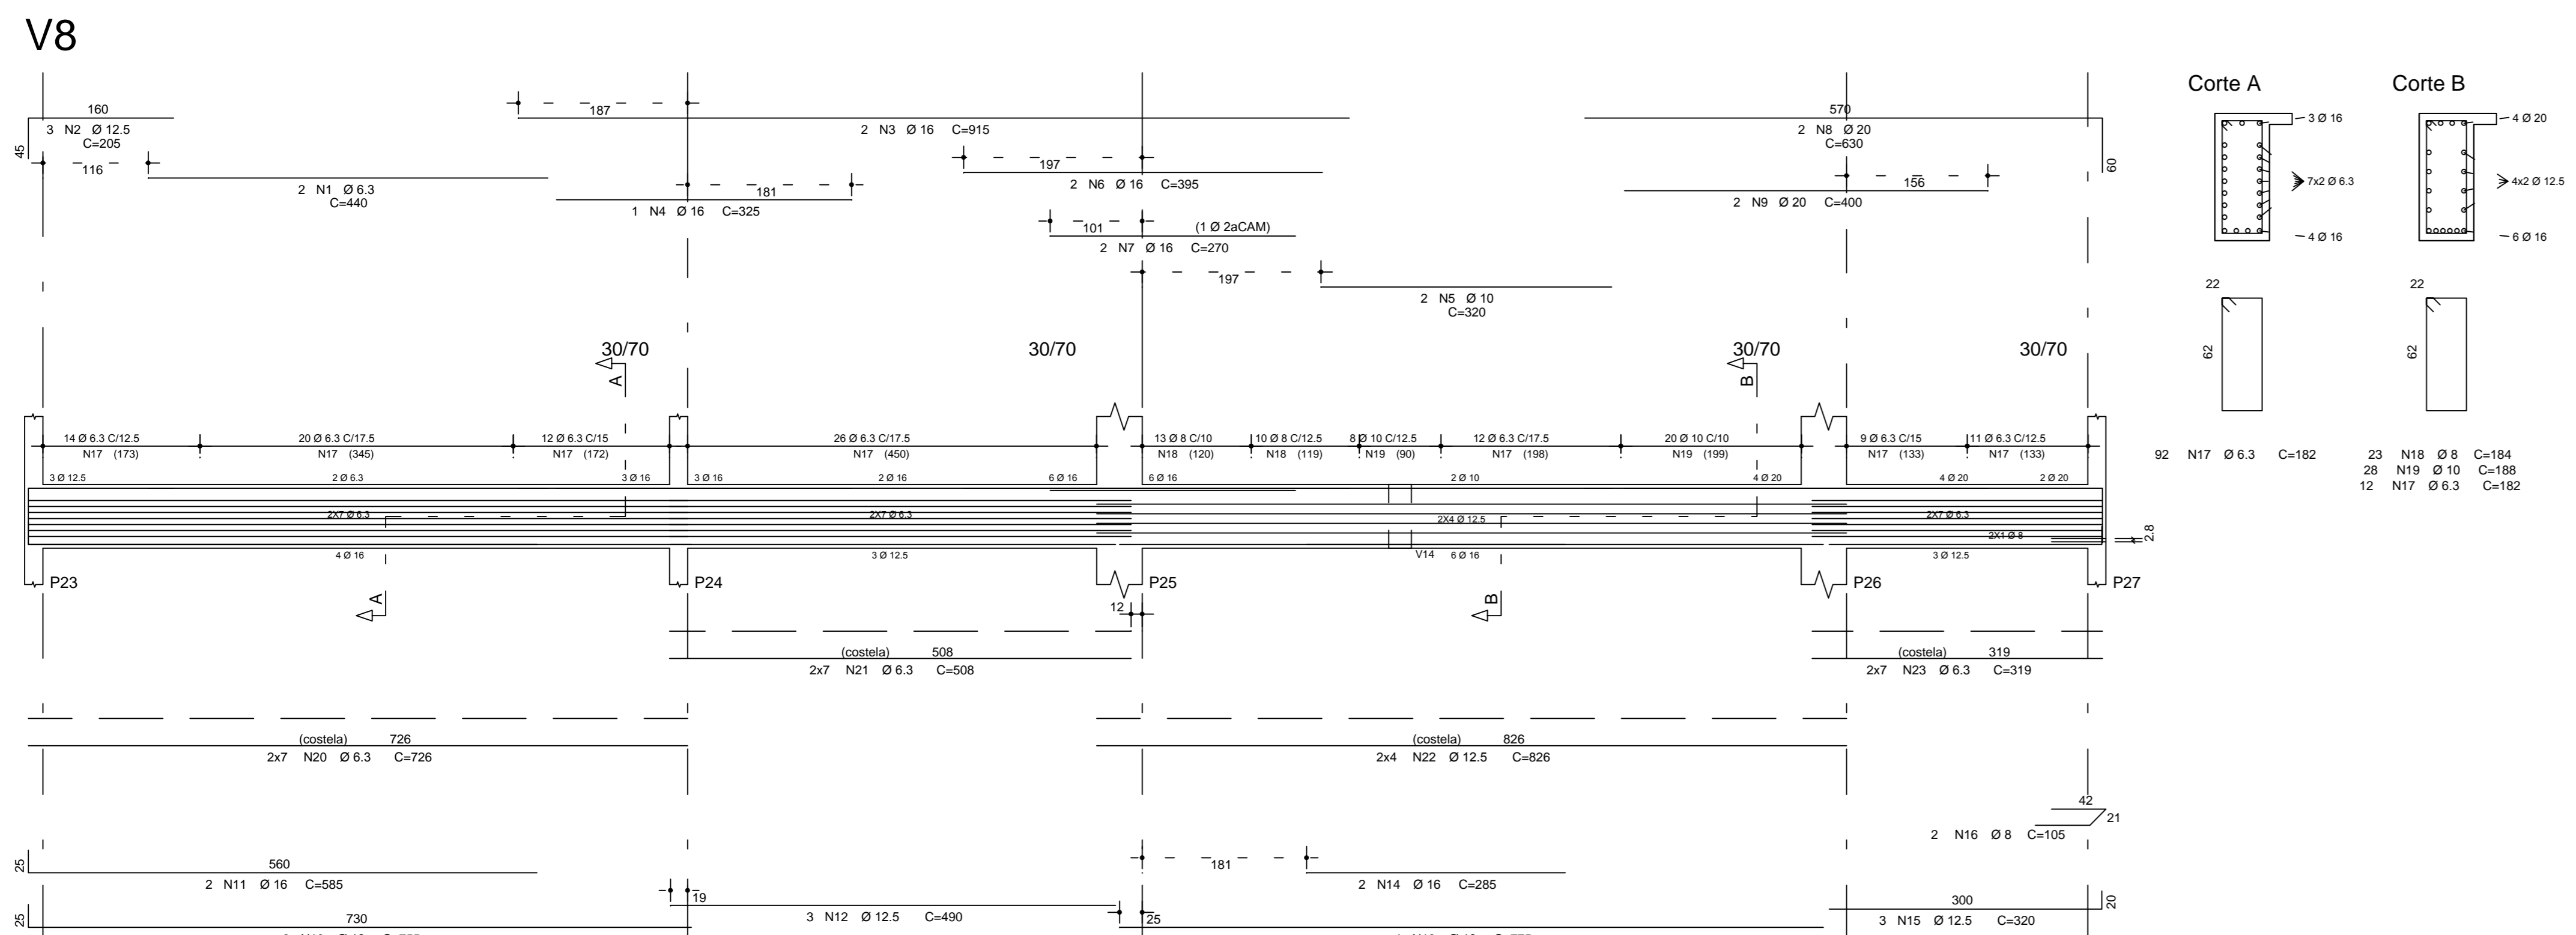 V8
Corte A
Corte B
160
3 N2 Ø 12.5
C=205
45
116
2 N1 Ø 6.3
C=440
187
2 N3 Ø 16 C=915
181
1 N4 Ø 16 C=325
197
2 N6 Ø 16 C=395
101
(1 Ø 2aCAM)
2 N7 Ø 16 C=270
197
2 N5 Ø 10
C=320
570
2 N8 Ø 20
C=630
60
156
2 N9 Ø 20 C=400
3 Ø 16
7x2 Ø 6.3
4 Ø 16
4 Ø 20
4x2 Ø 12.5
6 Ø 16
22
62
22
62
92 N17 Ø 6.3 C=182
23 N18 Ø 8 C=184
28 N19 Ø 10 C=188
12 N17 Ø 6.3 C=182
30/70
30/70
30/70
30/70
A
B
14 Ø 6.3 C/12.5
N17 (173)
20 Ø 6.3 C/17.5
N17 (345)
12 Ø 6.3 C/15
N17 (172)
26 Ø 6.3 C/17.5
N17 (450)
13 Ø 8 C/10
N18 (120)
10 Ø 8 C/12.5
N18 (119)
8 Ø 10 C/12.5
N19 (90)
12 Ø 6.3 C/17.5
N17 (198)
20 Ø 10 C/10
N19 (199)
9 Ø 6.3 C/15
N17 (133)
11 Ø 6.3 C/12.5
N17 (133)
3 Ø 12.5
2 Ø 6.3
3 Ø 16
3 Ø 16
2 Ø 16
6 Ø 16
6 Ø 16
2 Ø 10
4 Ø 20
4 Ø 20
2 Ø 20
2X7 Ø 6.3
2X7 Ø 6.3
2X4 Ø 12.5
2X7 Ø 6.3
2X1 Ø 8
2.8
4 Ø 16
3 Ø 12.5
V14
6 Ø 16
3 Ø 12.5
P23
P24
P25
P26
P27
A
B
12
(costela) 508
2x7 N21 Ø 6.3 C=508
(costela) 319
2x7 N23 Ø 6.3 C=319
(costela) 726
2x7 N20 Ø 6.3 C=726
(costela) 826
2x4 N22 Ø 12.5 C=826
42
21
2 N16 Ø 8 C=105
25
560
2 N11 Ø 16 C=585
181
2 N14 Ø 16 C=285
19
3 N12 Ø 12.5 C=490
25
300
20
3 N15 Ø 12.5 C=320
25
730